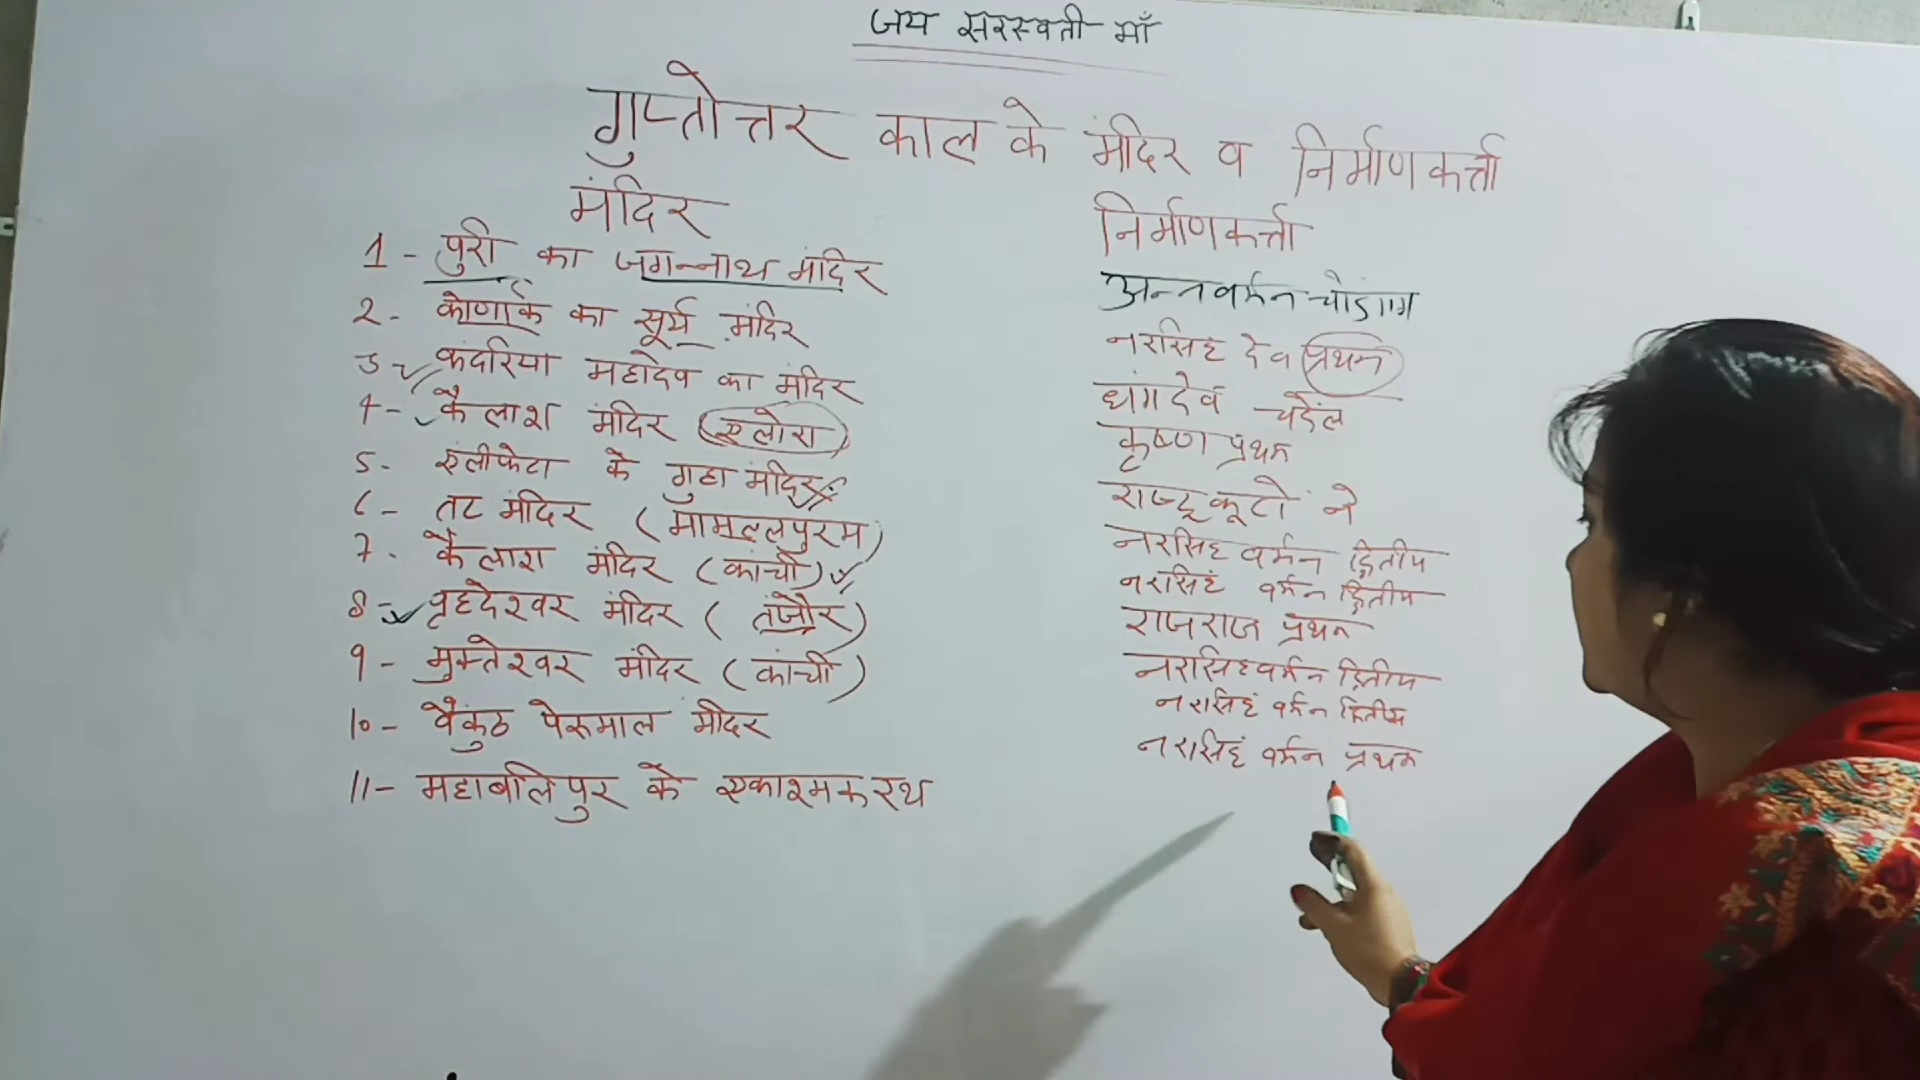 जय सरस्वती माँ
गुप्तोत्तर काल के मंदिर व निर्माणकर्त्ता
मंदिर निर्माणकर्त्ता
1 - पुरी का जगन्नाथ मंदिर अन्नतवर्मन चोडगंग
2 - कोणार्क का सूर्य मंदिर नरसिंह देव प्रथम
3 कंदरिया महादेव का मंदिर धंगदेव चंदेल
4 - कैलाश मंदिर (एलोरा) कृष्ण प्रथम
5 - एलीफेटा के गुहा मंदिर राष्ट्रकूटों ने
6 - तट मंदिर (मामल्लपुरम) नरसिंह वर्मन द्वितीय
7 - कैलाश मंदिर (कांची) नरसिंह वर्मन द्वितीय
8 - वृहदेश्वर मंदिर (तंजौर) राजराज प्रथम
9 - मुक्तेश्वर मंदिर (कांची) नरसिंहवर्मन द्वितीय
10 - वैकुंठ पेरुमाल मंदिर नरसिंह वर्मन द्वितीय
11 - महाबलिपुर के एकाश्मक रथ नरसिंह वर्मन प्रथम